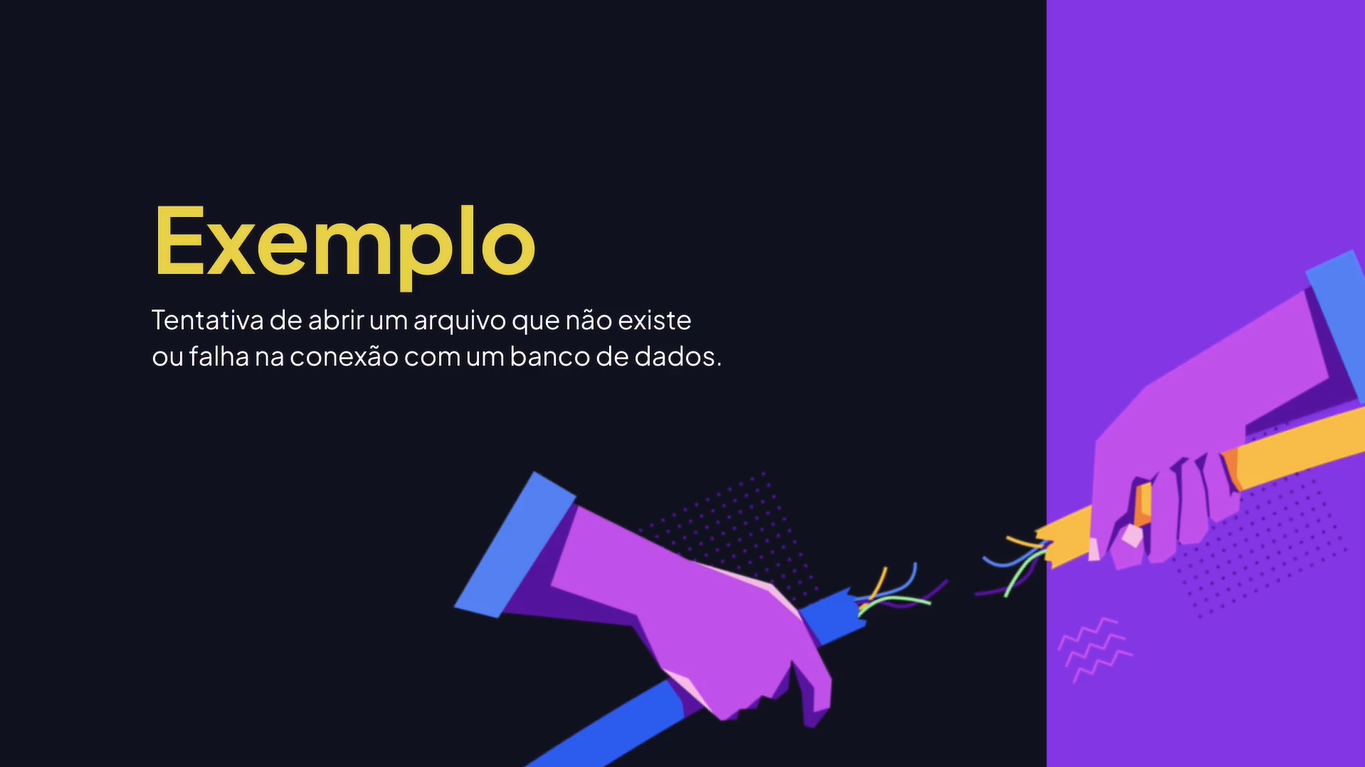 Exemplo
Tentativa de abrir um arquivo que não existe
ou falha na conexão com um banco de dados.